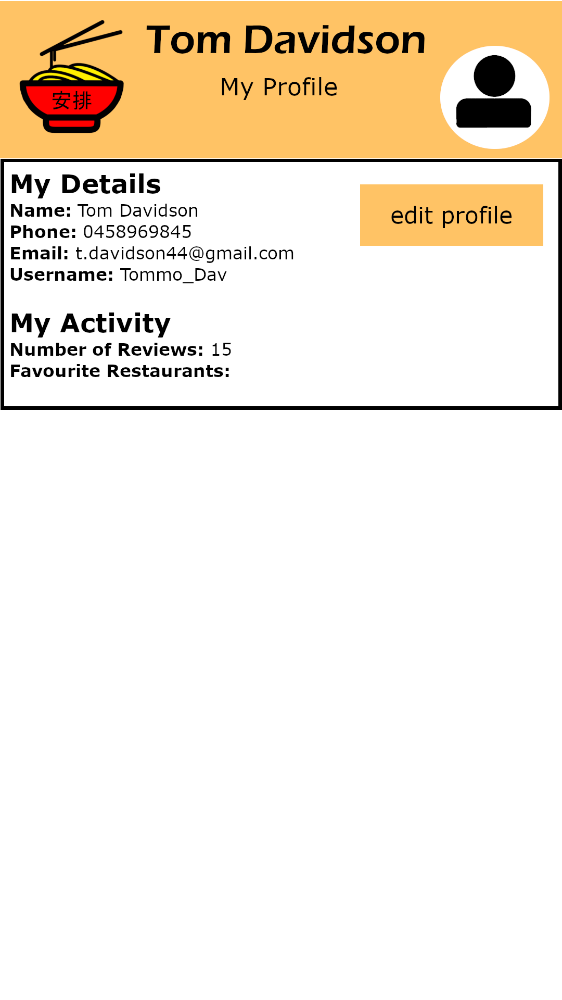 Tom Davidson
My Profile
安排
My Details
Name: Tom Davidson
Phone: 0458969845
Email: t.davidson44@gmail.com
Username: Tommo_Dav
edit profile
My Activity
Number of Reviews: 15
Favourite Restaurants: